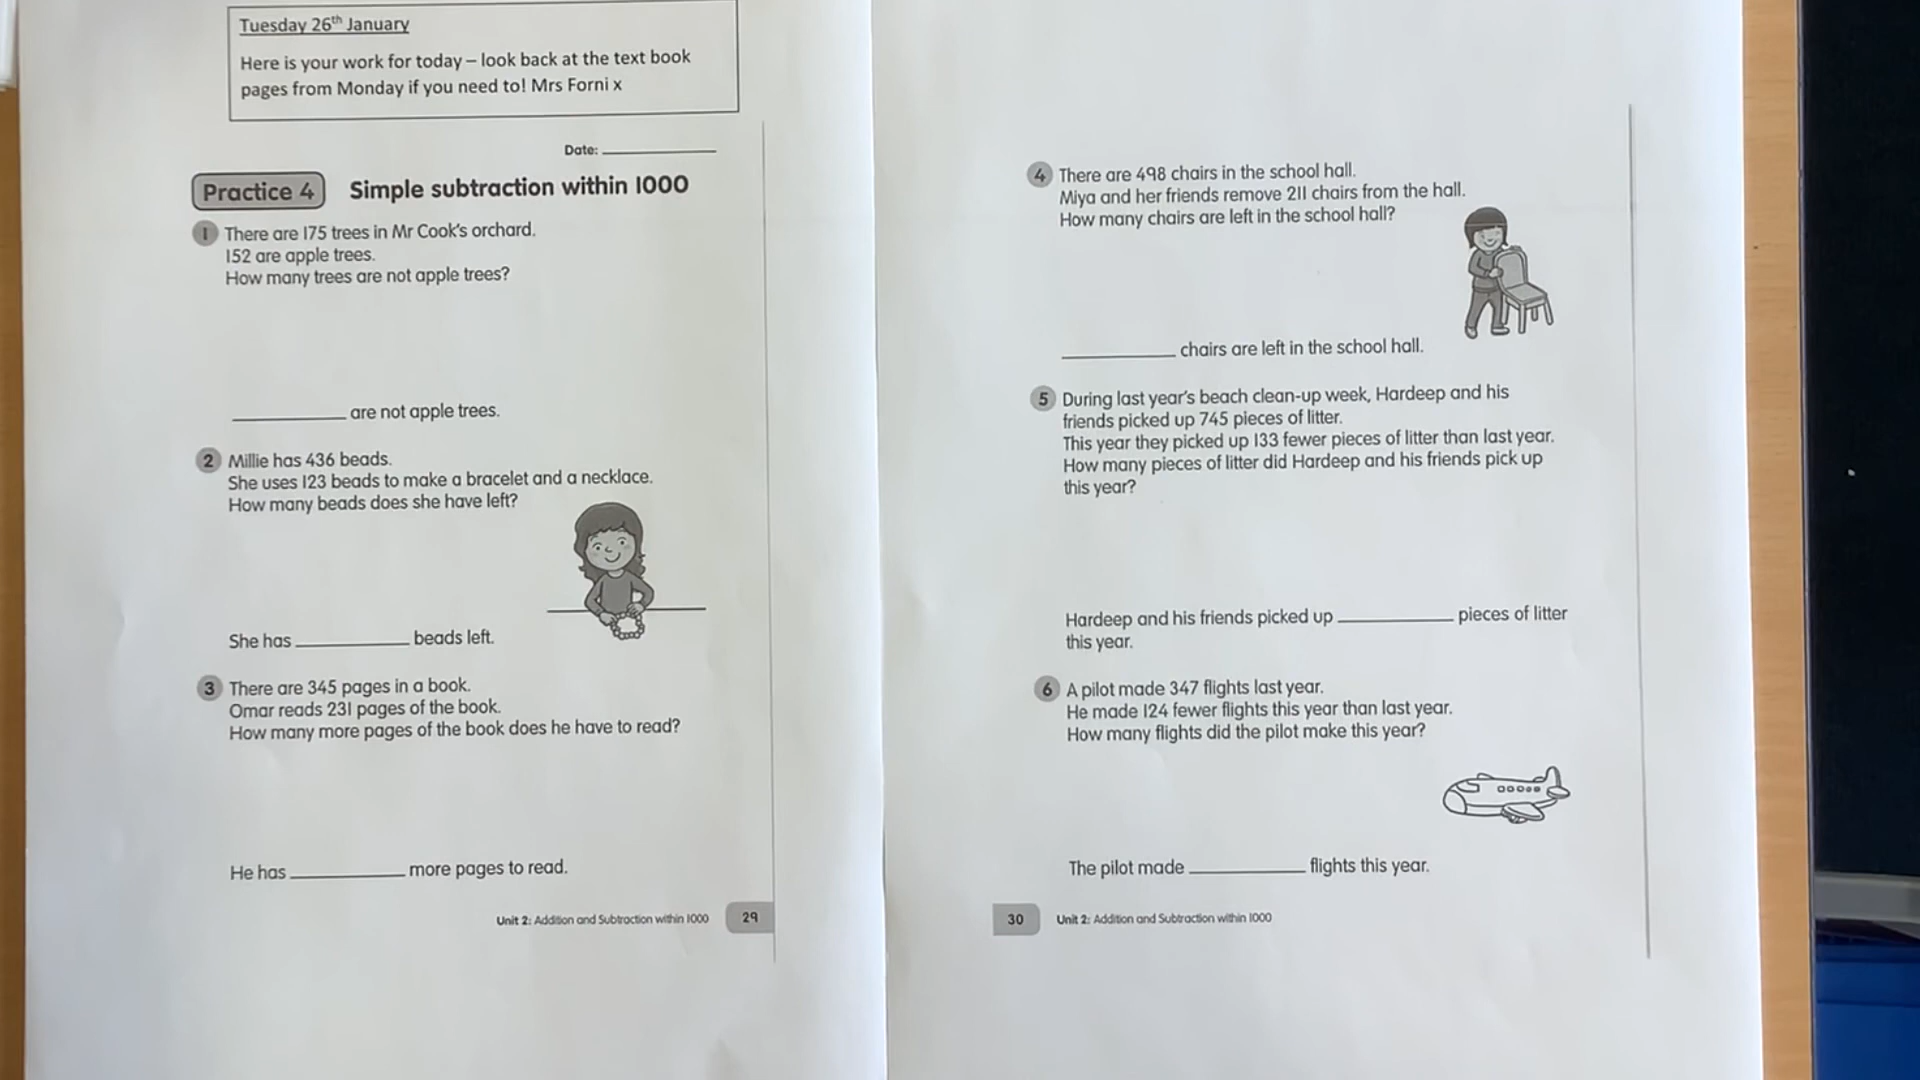 Tuesday 26th January
Here is your work for today – look back at the text book
pages from Monday if you need to! Mrs Forni x
Date: ___________
Practice 4 Simple subtraction within 1000
1 There are 175 trees in Mr Cook's orchard.
152 are apple trees.
How many trees are not apple trees?
___________ are not apple trees.
2 Millie has 436 beads.
She uses 123 beads to make a bracelet and a necklace.
How many beads does she have left?
She has ___________ beads left.
3 There are 345 pages in a book.
Omar reads 231 pages of the book.
How many more pages of the book does he have to read?
He has ___________ more pages to read.
Unit 2: Addition and Subtraction within 1000 29
4 There are 498 chairs in the school hall.
Miya and her friends remove 211 chairs from the hall.
How many chairs are left in the school hall?
___________ chairs are left in the school hall.
5 During last year's beach clean-up week, Hardeep and his
friends picked up 745 pieces of litter.
This year they picked up 133 fewer pieces of litter than last year.
How many pieces of litter did Hardeep and his friends pick up
this year?
Hardeep and his friends picked up ___________ pieces of litter
this year.
6 A pilot made 347 flights last year.
He made 124 fewer flights this year than last year.
How many flights did the pilot make this year?
The pilot made ___________ flights this year.
30 Unit 2: Addition and Subtraction within 1000